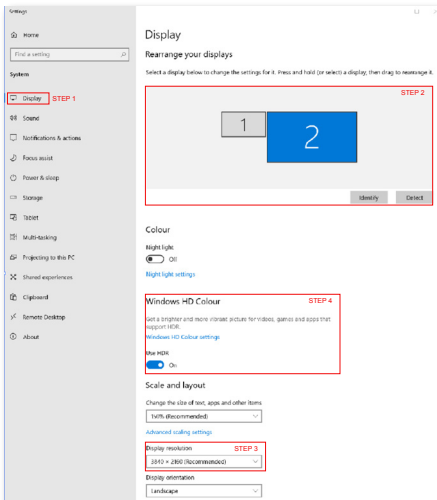 Settings
Home
Find a setting
System
Display STEP 1
Sound
Notifications & actions
Focus assist
Power & sleep
Storage
Tablet
Multi-tasking
Projecting to this PC
Shared experiences
Clipboard
Remote Desktop
About
Display
Rearrange your displays
Select a display below to change the settings for it. Press and hold (or select) a display, then drag to rearrange it.
STEP 2
1
2
Identify Detect
Colour
Night light
Off
Night light settings
Windows HD Colour STEP 4
Get a brighter and more vibrant picture for videos, games and apps that
support HDR.
Windows HD Colour settings
Use HDR
On
Scale and layout
Change the size of text, apps and other items
150% (Recommended)
Advanced scaling settings
Display resolution STEP 3
3840 × 2160 (Recommended)
Display orientation
Landscape